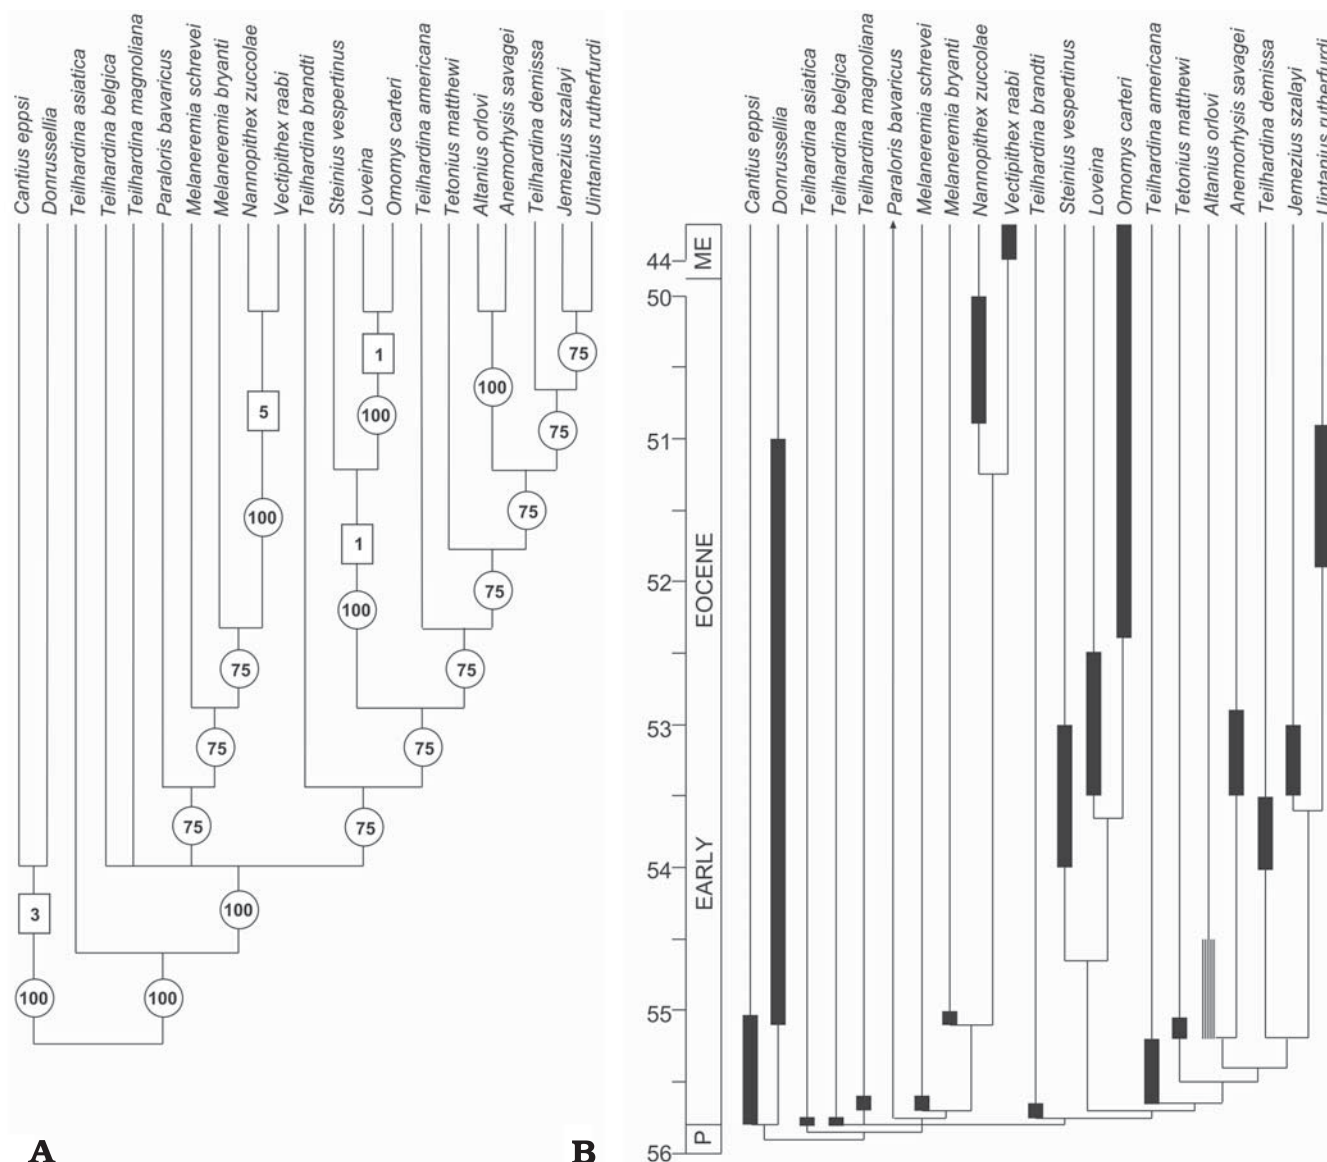 Cantius eppsi
Donrussellia
Teilhardina asiatica
Teilhardina belgica
Teilhardina magnoliana
Paraloris bavaricus
Melaneremia schrevei
Melaneremia bryanti
Nannopithex zuccolae
Vectipithex raabi
Teilhardina brandti
Steinius vespertinus
Loveina
Omomys carteri
Teilhardina americana
Tetonius matthewi
Altanius orlovi
Anemorhysis savagei
Teilhardina demissa
Jemezius szalayi
Uintanius rutherfurdi
75
1
100
100
5
75
75
100
1
75
100
75
75
75
75
75
75
75
100
3
100
100
A
Cantius eppsi
Donrussellia
Teilhardina asiatica
Teilhardina belgica
Teilhardina magnoliana
Paraloris bavaricus
Melaneremia schrevei
Melaneremia bryanti
Nannopithex zuccolae
Vectipithex raabi
Teilhardina brandti
Steinius vespertinus
Loveina
Omomys carteri
Teilhardina americana
Tetonius matthewi
Altanius orlovi
Anemorhysis savagei
Teilhardina demissa
Jemezius szalayi
Uintanius rutherfurdi
ME
44
50
51
EOCENE
52
53
EARLY
54
55
P
56
B